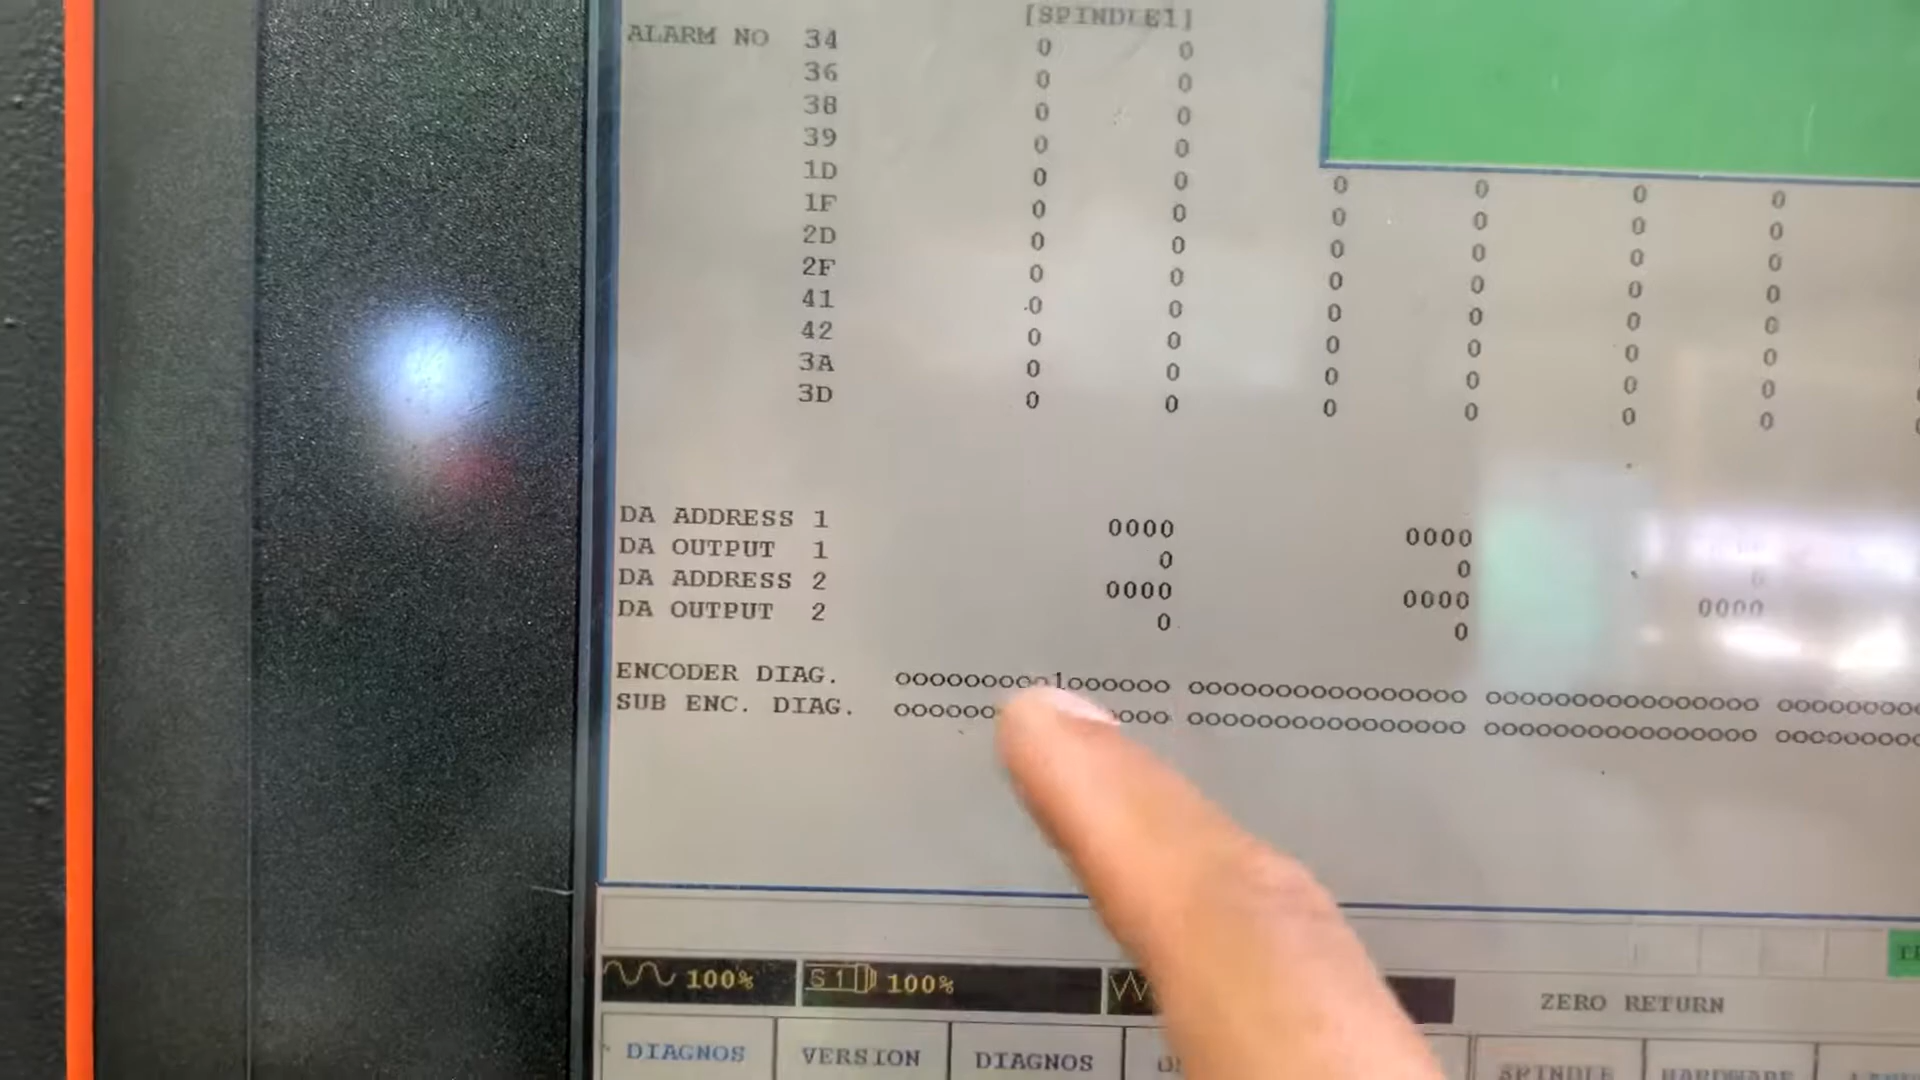 [SPINDLE1]
ALARM NO 34 0 0
36 0 0
38 0 0
39 0 0
1D 0 0 0 0 0 0
1F 0 0 0 0 0 0
2D 0 0 0 0 0 0
2F 0 0 0 0 0 0
41 0 0 0 0 0 0
42 0 0 0 0 0 0
3A 0 0 0 0 0 0
3D 0 0 0 0 0 0
DA ADDRESS 1 0000 0000
DA OUTPUT 1 0 0
DA ADDRESS 2 0000 0000 0000
DA OUTPUT 2 0 0
ENCODER DIAG. 0000000001000000 0000000000000000 0000000000000000
SUB ENC. DIAG. 0000000000000000 0000000000000000
100% S1 100%
ZERO RETURN
DIAGNOS VERSION DIAGNOS SPINDLE HARDWARE